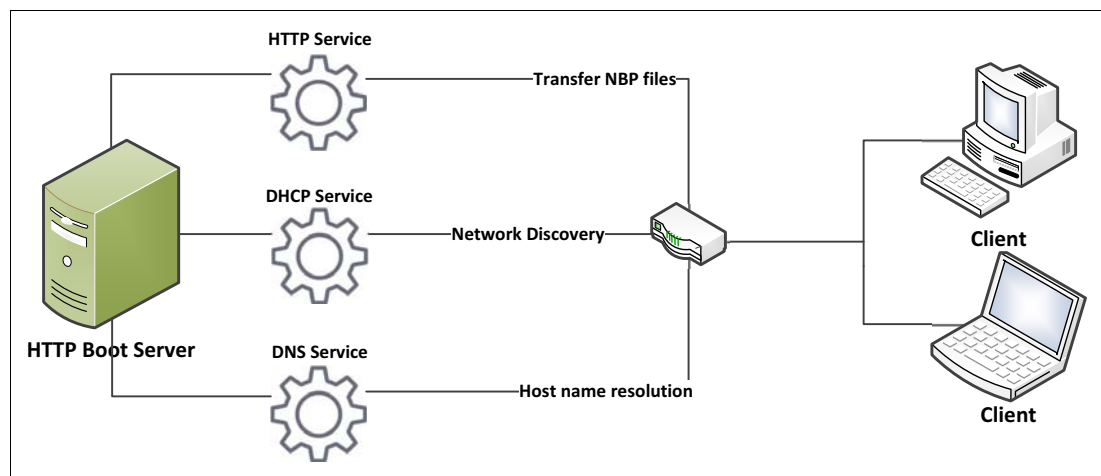 HTTP Service
Transfer NBP files
DHCP Service
Network Discovery
Client
HTTP Boot Server
DNS Service
Host name resolution
Client